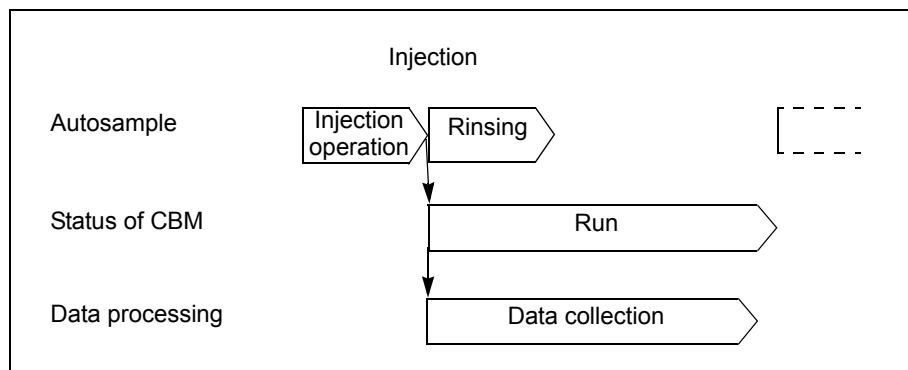 Injection
Autosample
Injection
operation
Rinsing
Status of CBM
Run
Data processing
Data collection